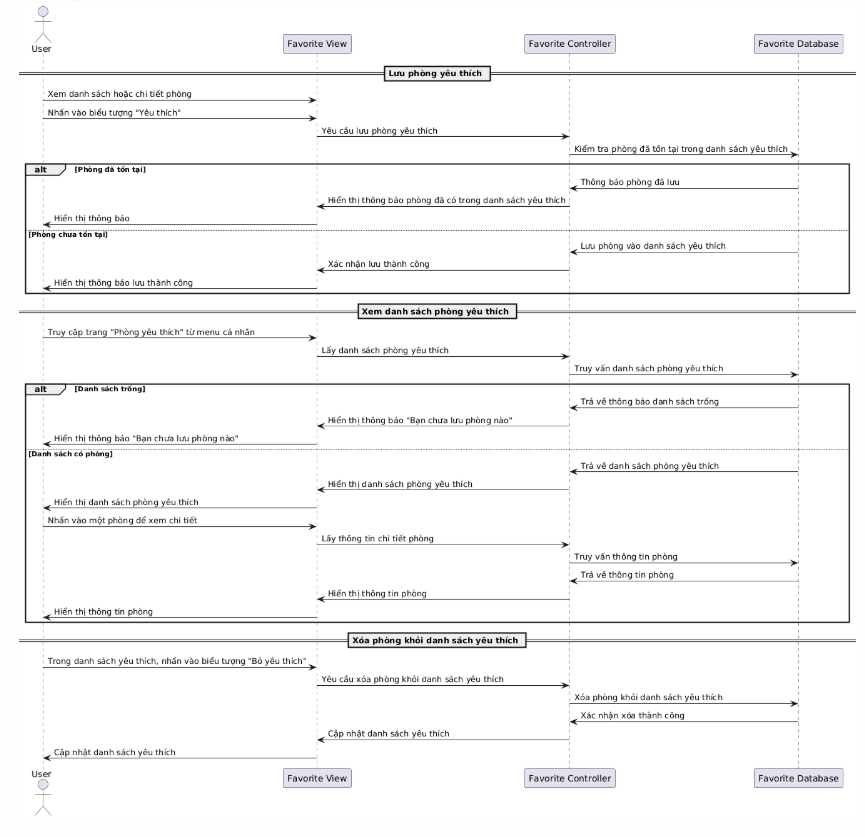 User
Favorite View
Favorite Controller
Favorite Database
Lưu phòng yêu thích
Xem danh sách hoặc chi tiết phòng
Nhấn vào biểu tượng "Yêu thích"
Yêu cầu lưu phòng yêu thích
Kiểm tra phòng đã tồn tại trong danh sách yêu thích
alt [Phòng đã tồn tại]
Thông báo phòng đã lưu
Hiển thị thông báo phòng đã có trong danh sách yêu thích
Hiển thị thông báo
[Phòng chưa tồn tại]
Lưu phòng vào danh sách yêu thích
Xác nhận lưu thành công
Hiển thị thông báo lưu thành công
Xem danh sách phòng yêu thích
Truy cập trang "Phòng yêu thích" từ menu cá nhân
Lấy danh sách phòng yêu thích
Truy vấn danh sách phòng yêu thích
alt [Danh sách trống]
Trả về thông báo danh sách trống
Hiển thị thông báo "Bạn chưa lưu phòng nào"
Hiển thị thông báo "Bạn chưa lưu phòng nào"
[Danh sách có phòng]
Trả về danh sách phòng yêu thích
Hiển thị danh sách phòng yêu thích
Hiển thị danh sách phòng yêu thích
Nhấn vào một phòng để xem chi tiết
Lấy thông tin chi tiết phòng
Truy vấn thông tin phòng
Trả về thông tin phòng
Hiển thị thông tin phòng
Hiển thị thông tin phòng
Xóa phòng khỏi danh sách yêu thích
Trong danh sách yêu thích, nhấn vào biểu tượng "Bỏ yêu thích"
Yêu cầu xóa phòng khỏi danh sách yêu thích
Xóa phòng khỏi danh sách yêu thích
Xác nhận xóa thành công
Cập nhật danh sách yêu thích
Cập nhật danh sách yêu thích
User
Favorite View
Favorite Controller
Favorite Database